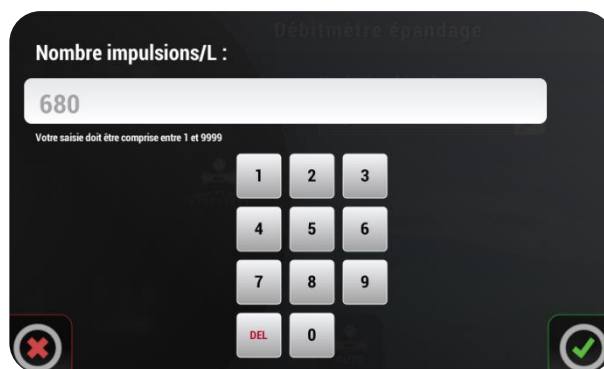 Débitmètre épandage
Nombre impulsions/L :
680
Votre saisie doit être comprise entre 1 et 9999
1 2 3
4 5 6
7 8 9
DEL 0